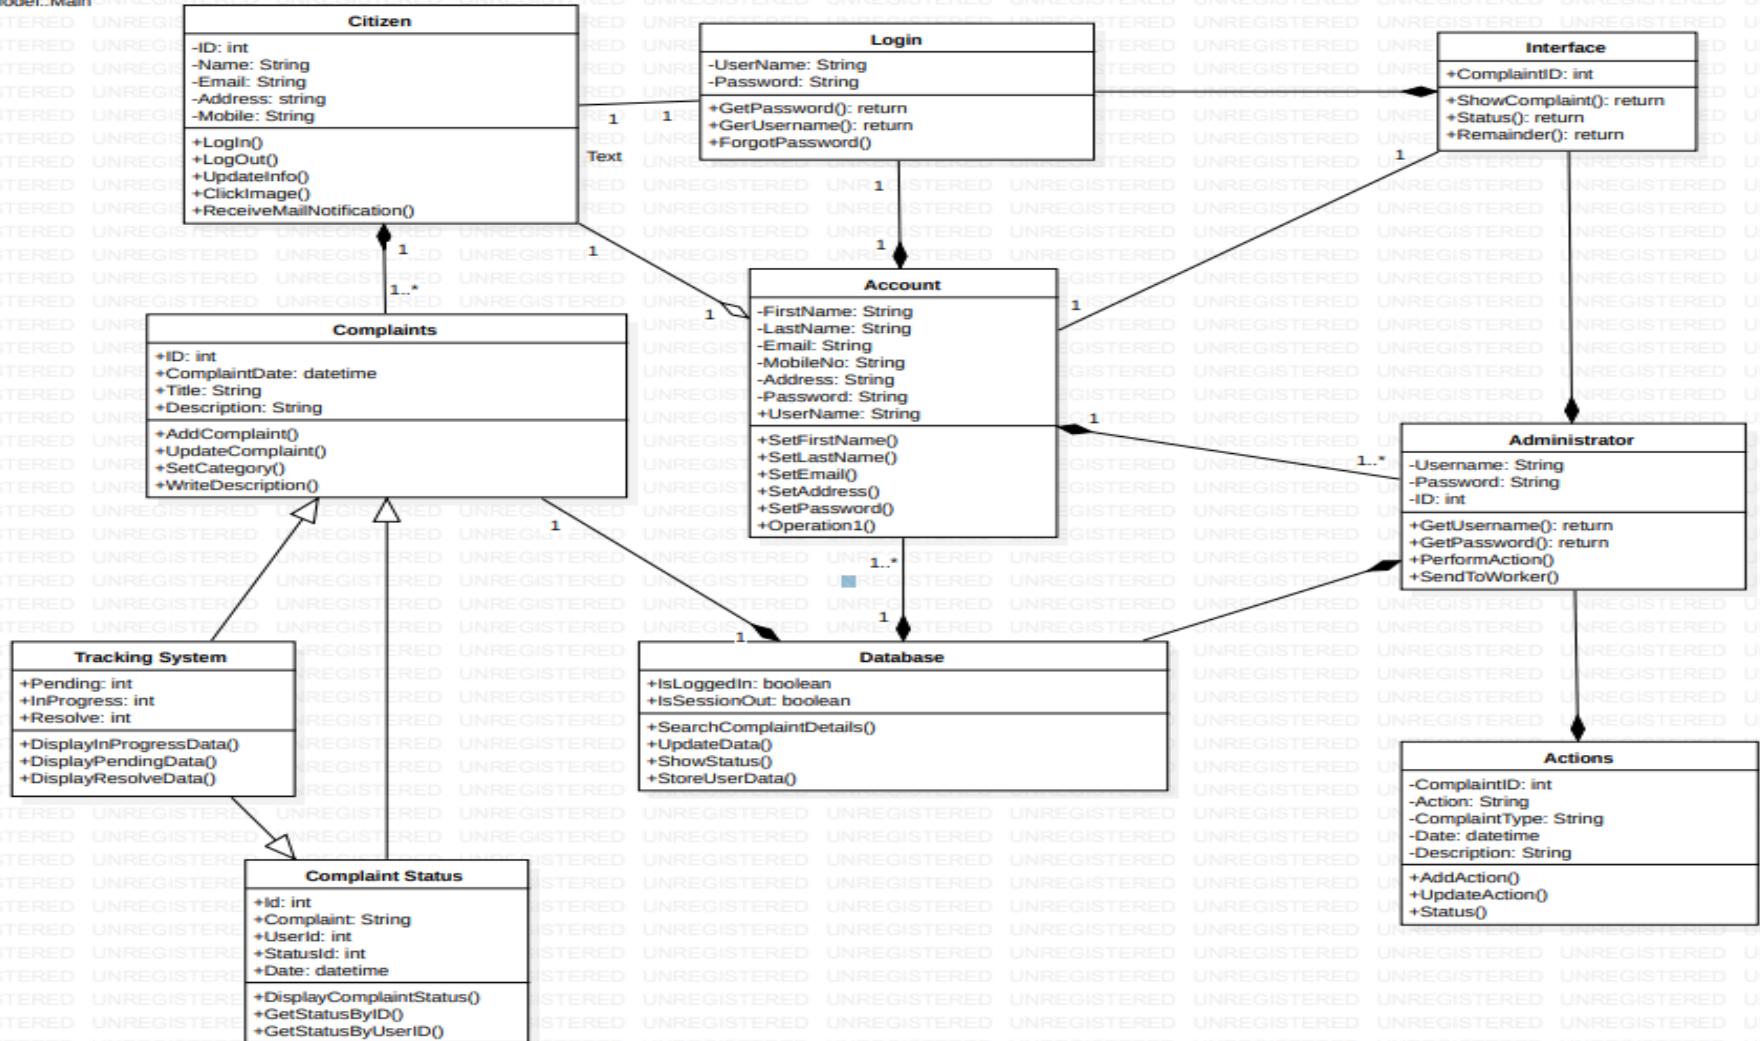 Model::Main
Citizen
-ID: int
-Name: String
-Email: String
-Address: string
-Mobile: String
+LogIn()
+LogOut()
+UpdateInfo()
+ClickImage()
+ReceiveMailNotification()
Login
-UserName: String
-Password: String
+GetPassword(): return
+GerUsername(): return
+ForgotPassword()
Interface
+ComplaintID: int
+ShowComplaint(): return
+Status(): return
+Remainder(): return
1
1
Text
1
1
1
1
1
1
1
1..*
Complaints
+ID: int
+ComplaintDate: datetime
+Title: String
+Description: String
+AddComplaint()
+UpdateComplaint()
+SetCategory()
+WriteDescription()
Account
-FirstName: String
-LastName: String
-Email: String
-MobileNo: String
-Address: String
-Password: String
+UserName: String
+SetFirstName()
+SetLastName()
+SetEmail()
+SetAddress()
+SetPassword()
+Operation1()
1
1..*
Administrator
-Username: String
-Password: String
-ID: int
+GetUsername(): return
+GetPassword(): return
+PerformAction()
+SendToWorker()
1
1
1..*
1
Tracking System
+Pending: int
+InProgress: int
+Resolve: int
+DisplayInProgressData()
+DisplayPendingData()
+DisplayResolveData()
Database
+IsLoggedIn: boolean
+IsSessionOut: boolean
+SearchComplaintDetails()
+UpdateData()
+ShowStatus()
+StoreUserData()
Actions
-ComplaintID: int
-Action: String
-ComplaintType: String
-Date: datetime
-Description: String
+AddAction()
+UpdateAction()
+Status()
Complaint Status
+Id: int
+Complaint: String
+UserId: int
+StatusId: int
+Date: datetime
+DisplayComplaintStatus()
+GetStatusByID()
+GetStatusByUserID()